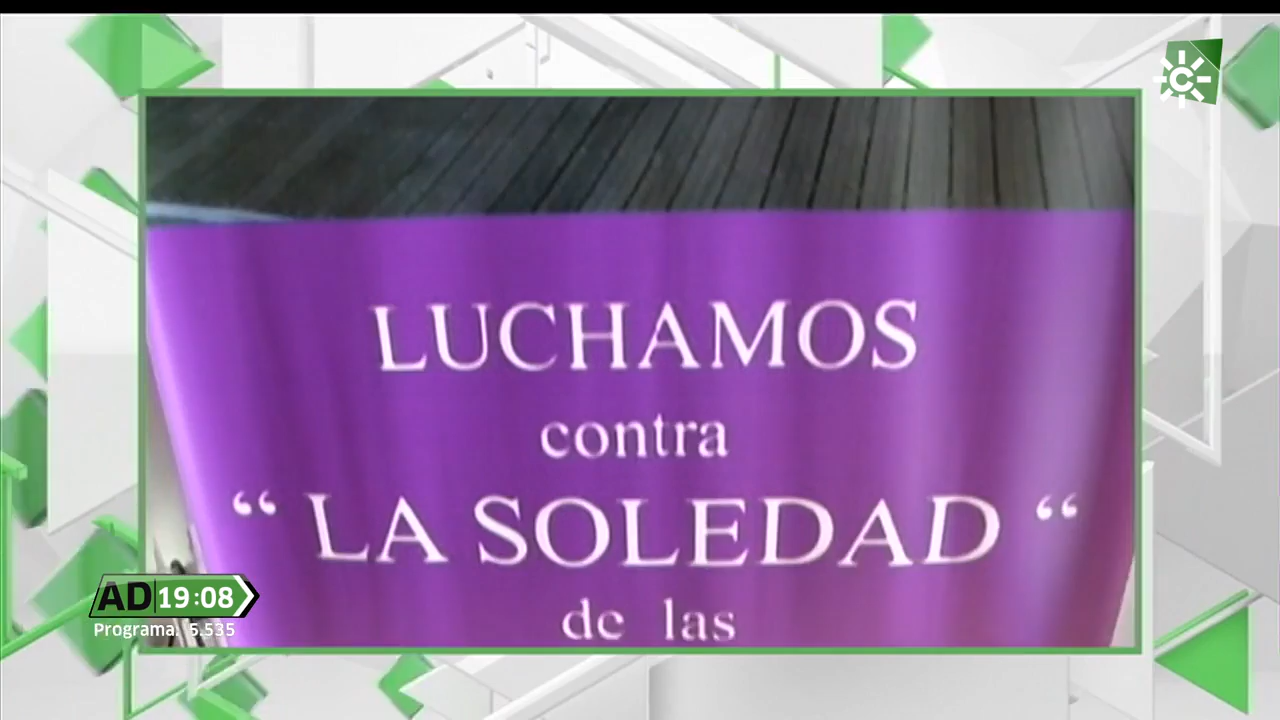 LUCHAMOS
contra
“ LA SOLEDAD “
de las
AD 19:08
Programa. 5.535